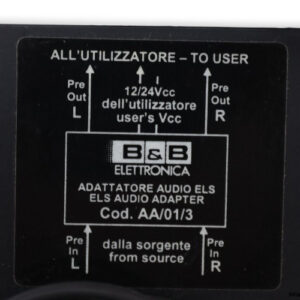 ALL'UTILIZZATORE – TO USER
Pre Out L
12/24Vcc
dell'utilizzatore
user's Vcc
Pre Out R
B&B
ELETTRONICA
ADATTATORE AUDIO ELS
ELS AUDIO ADAPTER
Cod. AA/01/3
Pre In L
dalla sorgente
from source
Pre In R